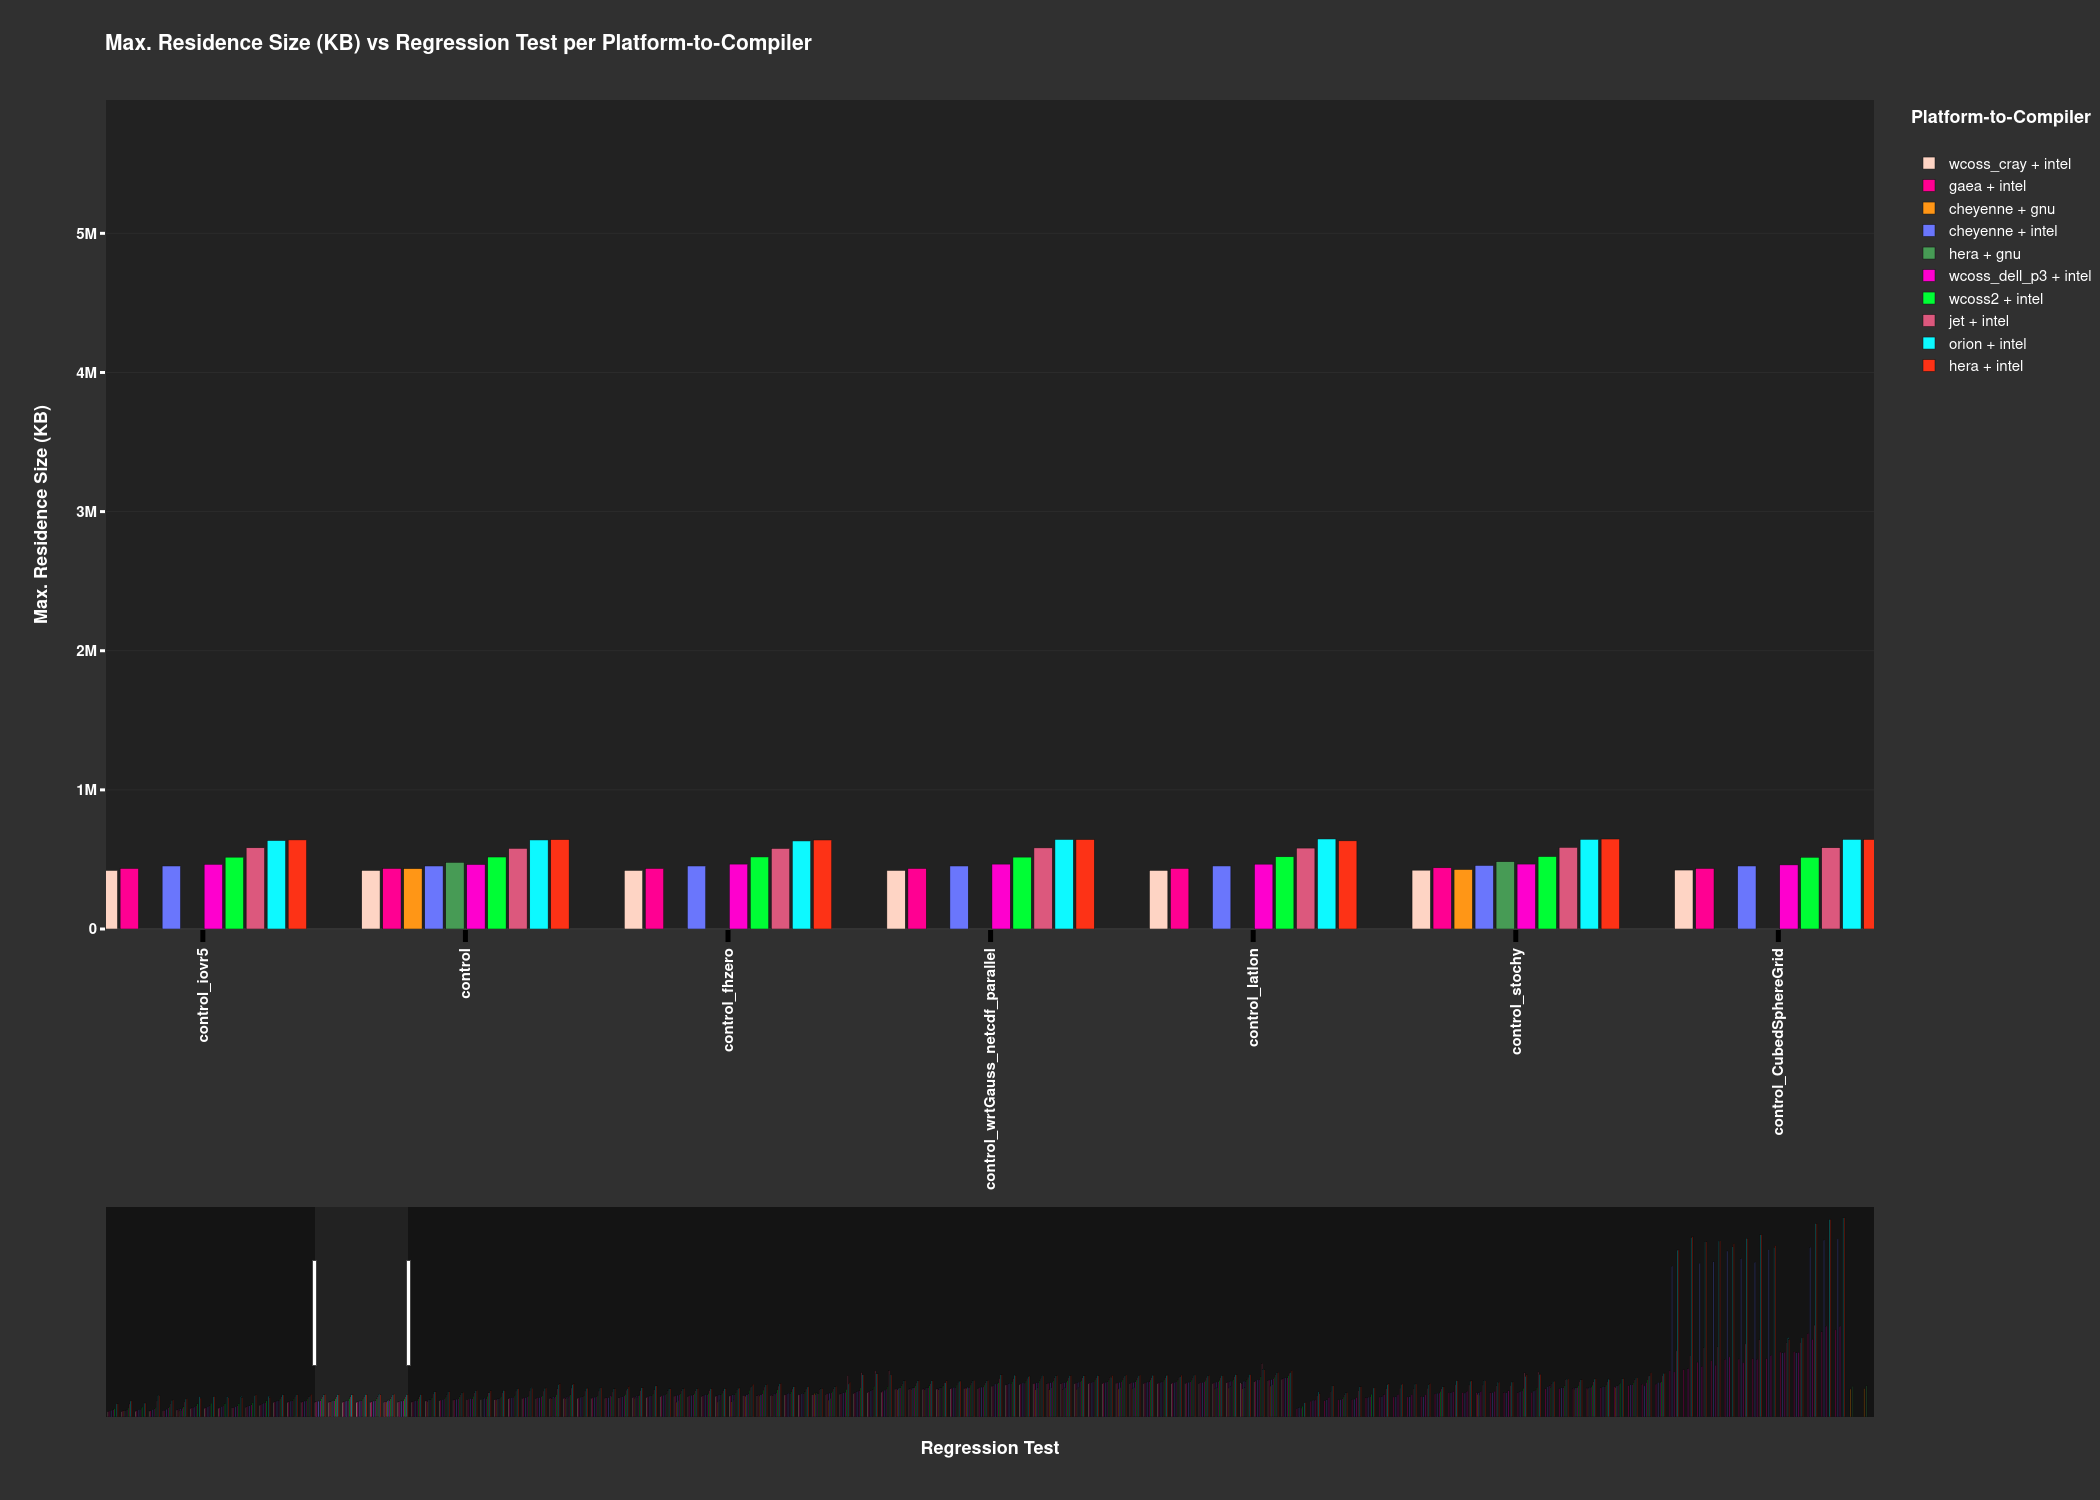 Max. Residence Size (KB) vs Regression Test per Platform-to-Compiler
Platform-to-Compiler
wcoss_cray + intel
gaea + intel
cheyenne + gnu
cheyenne + intel
hera + gnu
wcoss_dell_p3 + intel
wcoss2 + intel
jet + intel
orion + intel
hera + intel
Max. Residence Size (KB)
5M
4M
3M
2M
1M
0
control_iovr5
control
control_fhzero
control_wrtGauss_netcdf_parallel
control_latlon
control_stochy
control_CubedSphereGrid
Regression Test